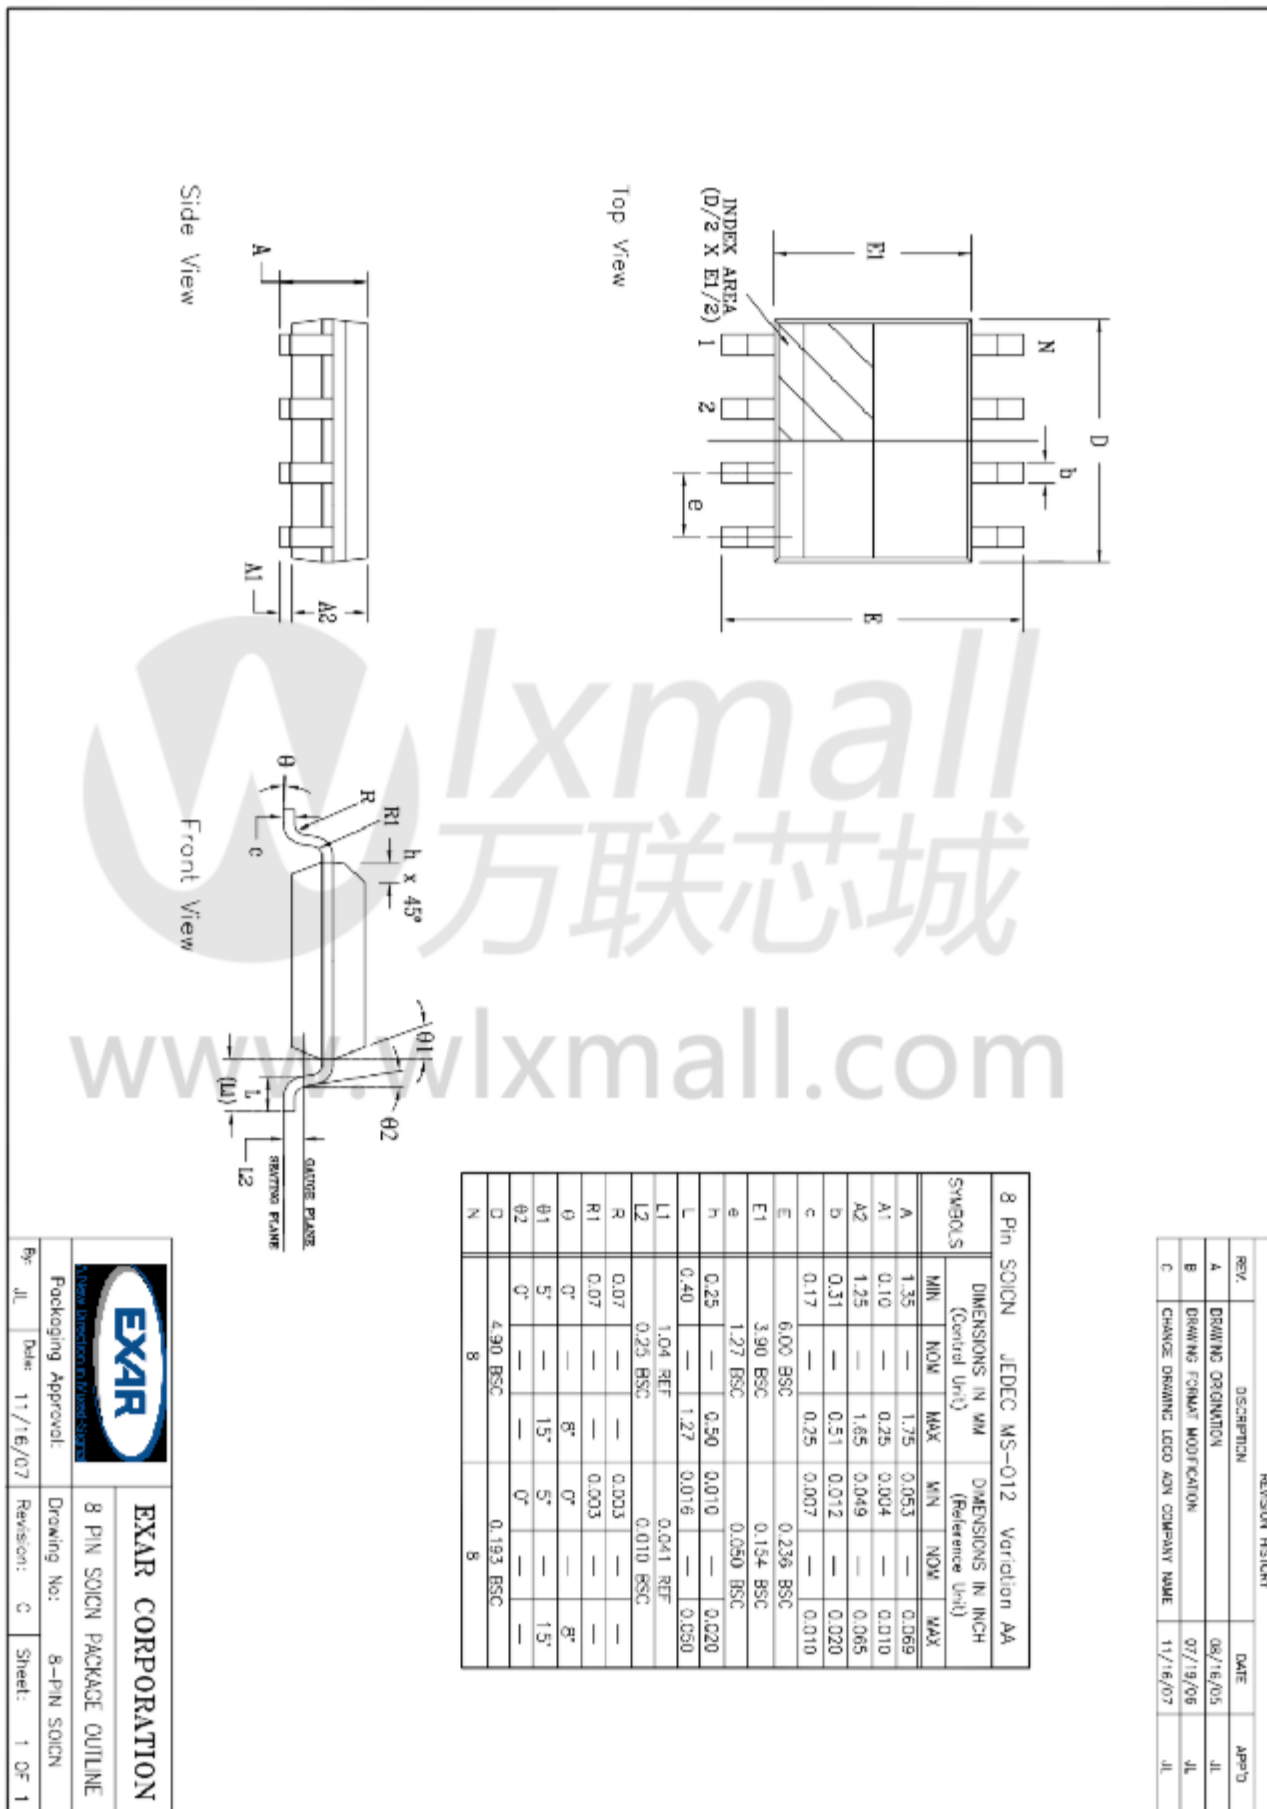 REVISION HISTORY
REV. DISCRIPTION DATE APP'D
A DRAWING ORIGINATION 08/16/05 JL
B DRAWING FORMAT MODIFICATION 07/19/06 JL
C CHANGE DRAWING LOGO ADN COMPANY NAME 11/16/07 JL
N
D
b
e
E1
E
1
2
INDEX AREA
(D/2 X E1/2)
Top View
8 Pin SOICN JEDEC MS-012 Variation AA
SYMBOLS
DIMENSIONS IN MM
(Control Unit)
DIMENSIONS IN INCH
(Reference Unit)
MIN NOM MAX MIN NOM MAX
A 1.35 — 1.75 0.053 — 0.069
A1 0.10 — 0.25 0.004 — 0.010
A2 1.25 — 1.65 0.049 — 0.065
b 0.31 — 0.51 0.012 — 0.020
c 0.17 — 0.25 0.007 — 0.010
E 6.00 BSC 0.236 BSC
E1 3.90 BSC 0.154 BSC
e 1.27 BSC 0.050 BSC
h 0.25 — 0.50 0.010 — 0.020
L 0.40 — 1.27 0.016 — 0.050
L1 1.04 REF 0.041 REF
L2 0.25 BSC 0.010 BSC
R 0.07 — — 0.003 — —
R1 0.07 — — 0.003 — —
θ 0° — 8° 0° — 8°
θ1 5° — 15° 5° — 15°
θ2 0° — — 0° — —
D 4.90 BSC 0.193 BSC
N 8 8
A
A1
A2
Side View
θ
c
R
R1
h x 45°
θ1
θ2
L
(L1)
L2
GAUGE PLANE
SEATING PLANE
Front View
lxmall
万联芯城
www.wlxmall.com
EXAR
A New Direction in Mixed-Signal
EXAR CORPORATION
8 PIN SOICN PACKAGE OUTLINE
Packaging Approval:
Drawing No: 8-PIN SOICN
By: JL Date: 11/16/07 Revision: C Sheet: 1 OF 1